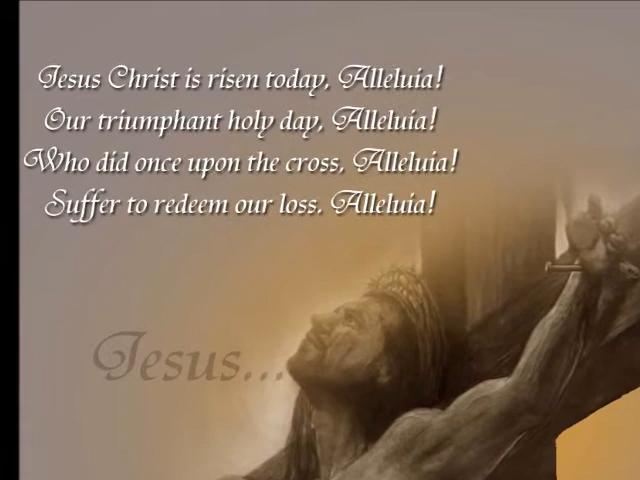 Jesus Christ is risen today, Alleluia!
Our triumphant holy day, Alleluia!
Who did once upon the cross, Alleluia!
Suffer to redeem our loss. Alleluia!
Jesus...